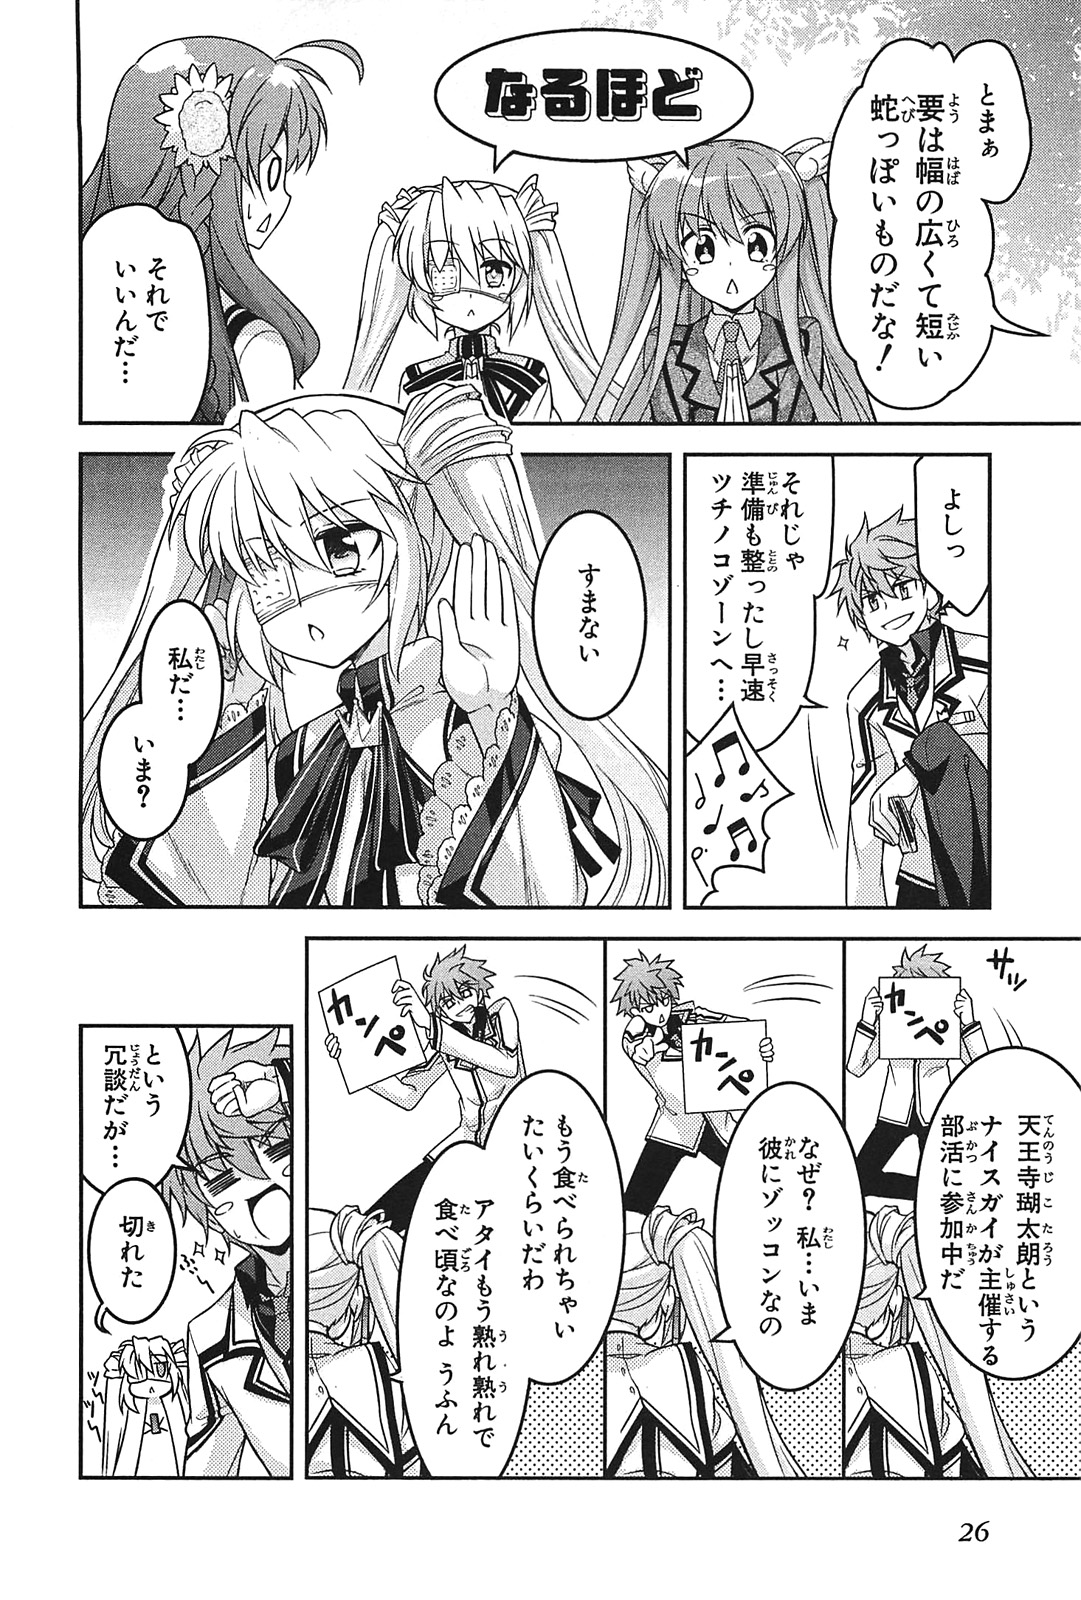 とまぁ
要は幅の広くて短い
蛇っぽいものだな!
なるほど
それで
いいんだ…
よしっ
それじゃ
準備も整ったし早速
ツチノコゾーンへ…
すまない
私だ…
いま?
サッ
カンペ
天王寺瑚太朗という
ナイスガイが主催する
部活に参加中だ
カンペ
なぜ? 私…いま
彼にゾッコンなの
カンペ
もう食べられちゃい
たいくらいだわ
アタイもう熟れ熟れで
食べ頃なのよ うふん
という
冗談だが…
切れた
26